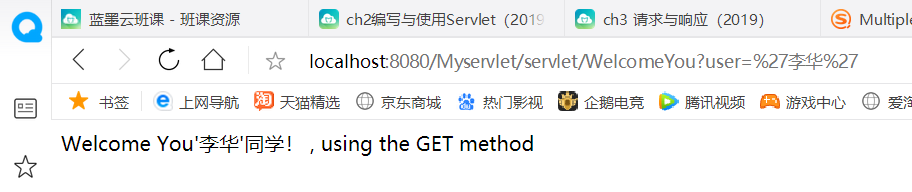 蓝墨云班课 - 班课资源 ch2编写与使用Servlet（2019 ch3 请求与响应（2019） Multiple
localhost:8080/Myservlet/servlet/WelcomeYou?user=%27李华%27
书签 上网导航 淘 天猫精选 京东商城 热门影视 企鹅电竞 腾讯视频 游戏中心 爱淘
Welcome You'李华'同学！ , using the GET method